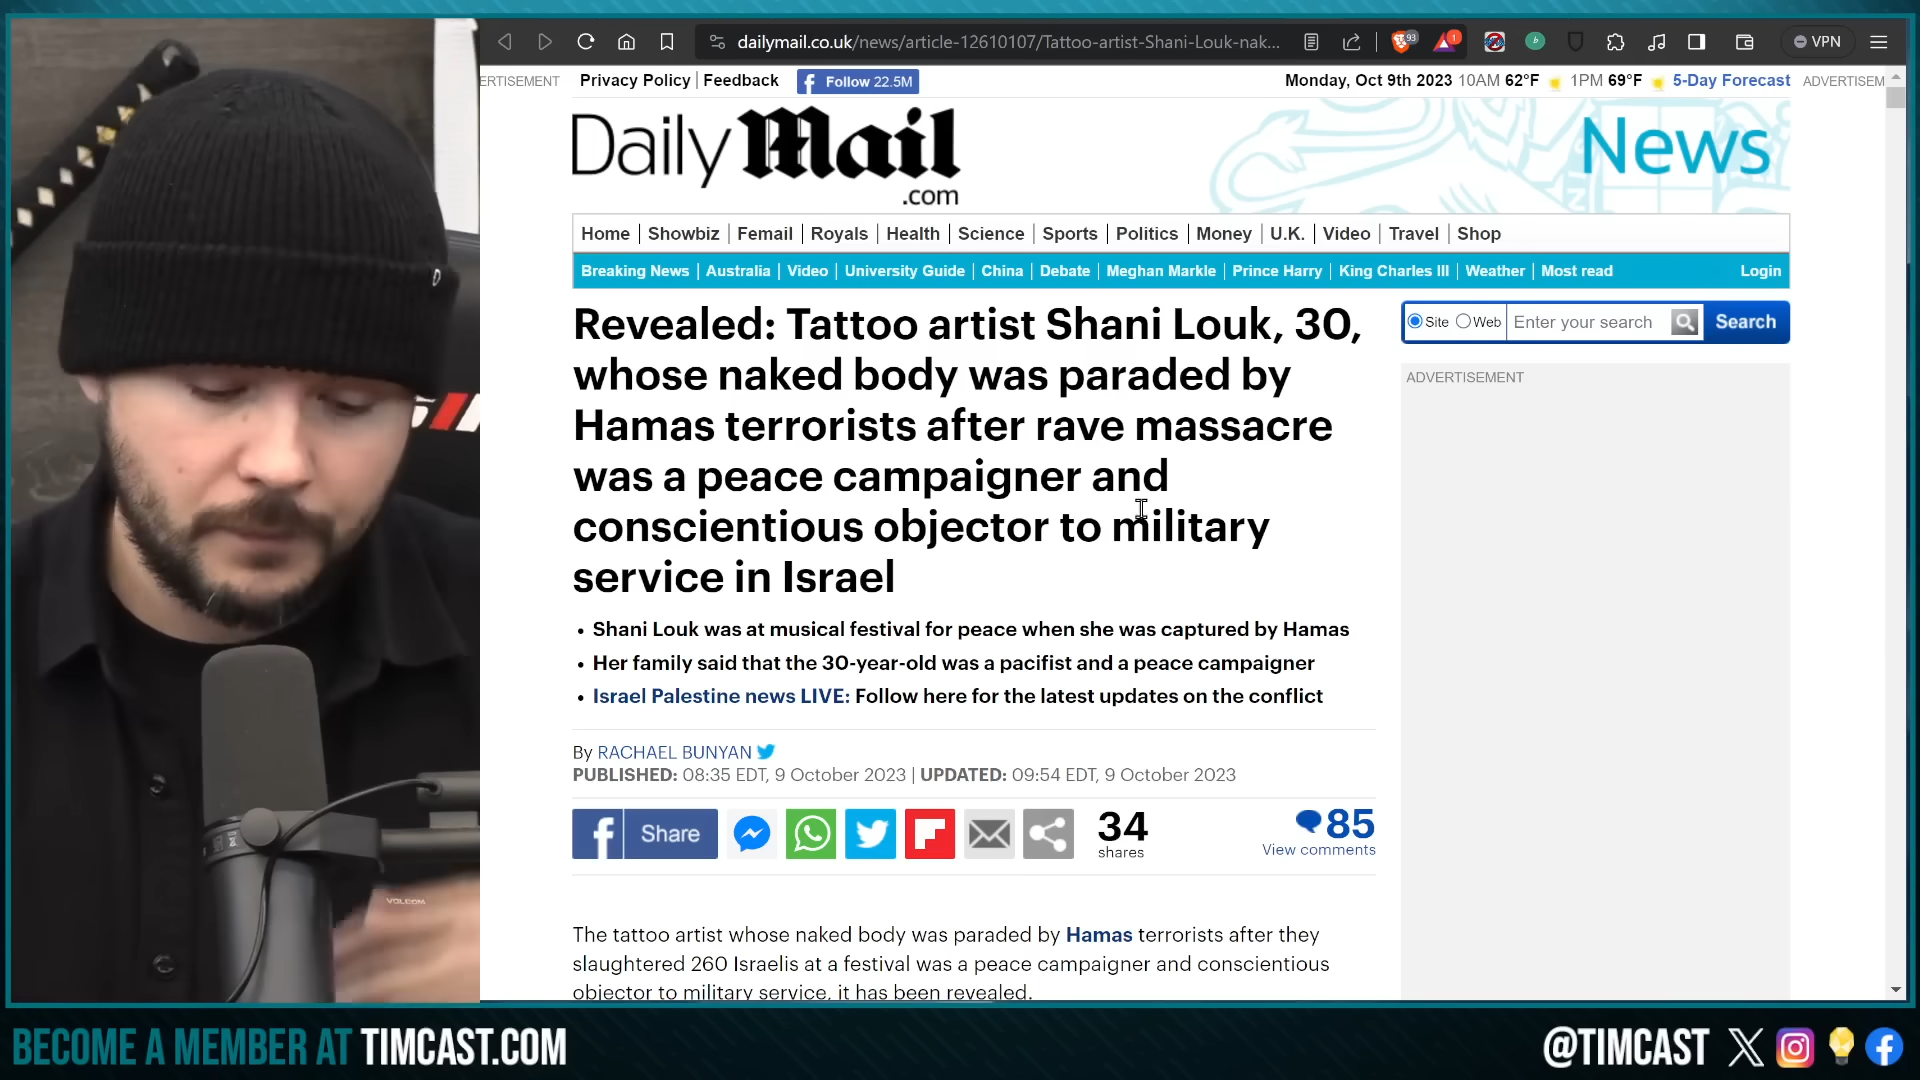 dailymail.co.uk/news/article-12610107/Tattoo-artist-Shani-Louk-nak...
93
1
b
VPN
ERTISEMENT
Privacy Policy | Feedback
Follow 22.5M
Monday, Oct 9th 2023 10AM 62°F 1PM 69°F 5-Day Forecast
ADVERTISEM
Daily Mail
.com
News
Home | Showbiz | Femail | Royals | Health | Science | Sports | Politics | Money | U.K. | Video | Travel | Shop
Breaking News | Australia | Video | University Guide | China | Debate | Meghan Markle | Prince Harry | King Charles III | Weather | Most read
Login
Revealed: Tattoo artist Shani Louk, 30,
whose naked body was paraded by
Hamas terrorists after rave massacre
was a peace campaigner and
conscientious objector to military
service in Israel
Site Web Enter your search Search
ADVERTISEMENT
• Shani Louk was at musical festival for peace when she was captured by Hamas
• Her family said that the 30-year-old was a pacifist and a peace campaigner
• Israel Palestine news LIVE: Follow here for the latest updates on the conflict
By RACHAEL BUNYAN
PUBLISHED: 08:35 EDT, 9 October 2023 | UPDATED: 09:54 EDT, 9 October 2023
Share
34
shares
85
View comments
The tattoo artist whose naked body was paraded by Hamas terrorists after they
slaughtered 260 Israelis at a festival was a peace campaigner and conscientious
objector to military service, it has been revealed.
VOLCOM
BECOME A MEMBER AT TIMCAST.COM
@TIMCAST